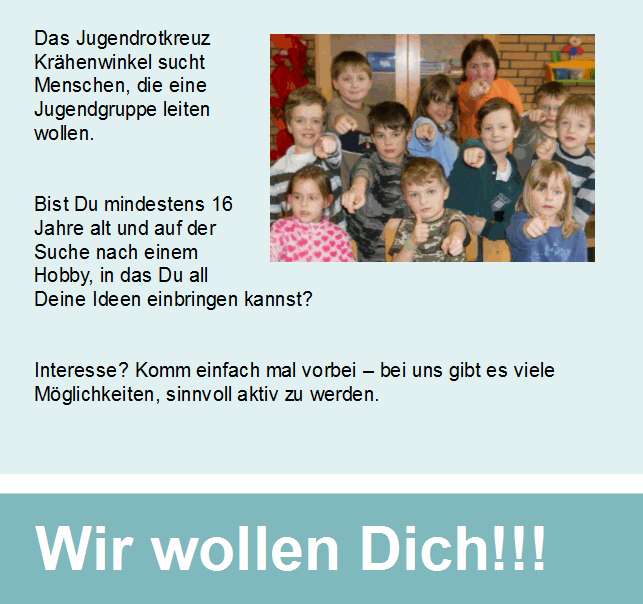 Das Jugendrotkreuz
Krähenwinkel sucht
Menschen, die eine
Jugendgruppe leiten
wollen.
Bist Du mindestens 16
Jahre alt und auf der
Suche nach einem
Hobby, in das Du all
Deine Ideen einbringen kannst?
Interesse? Komm einfach mal vorbei – bei uns gibt es viele
Möglichkeiten, sinnvoll aktiv zu werden.
Wir wollen Dich!!!